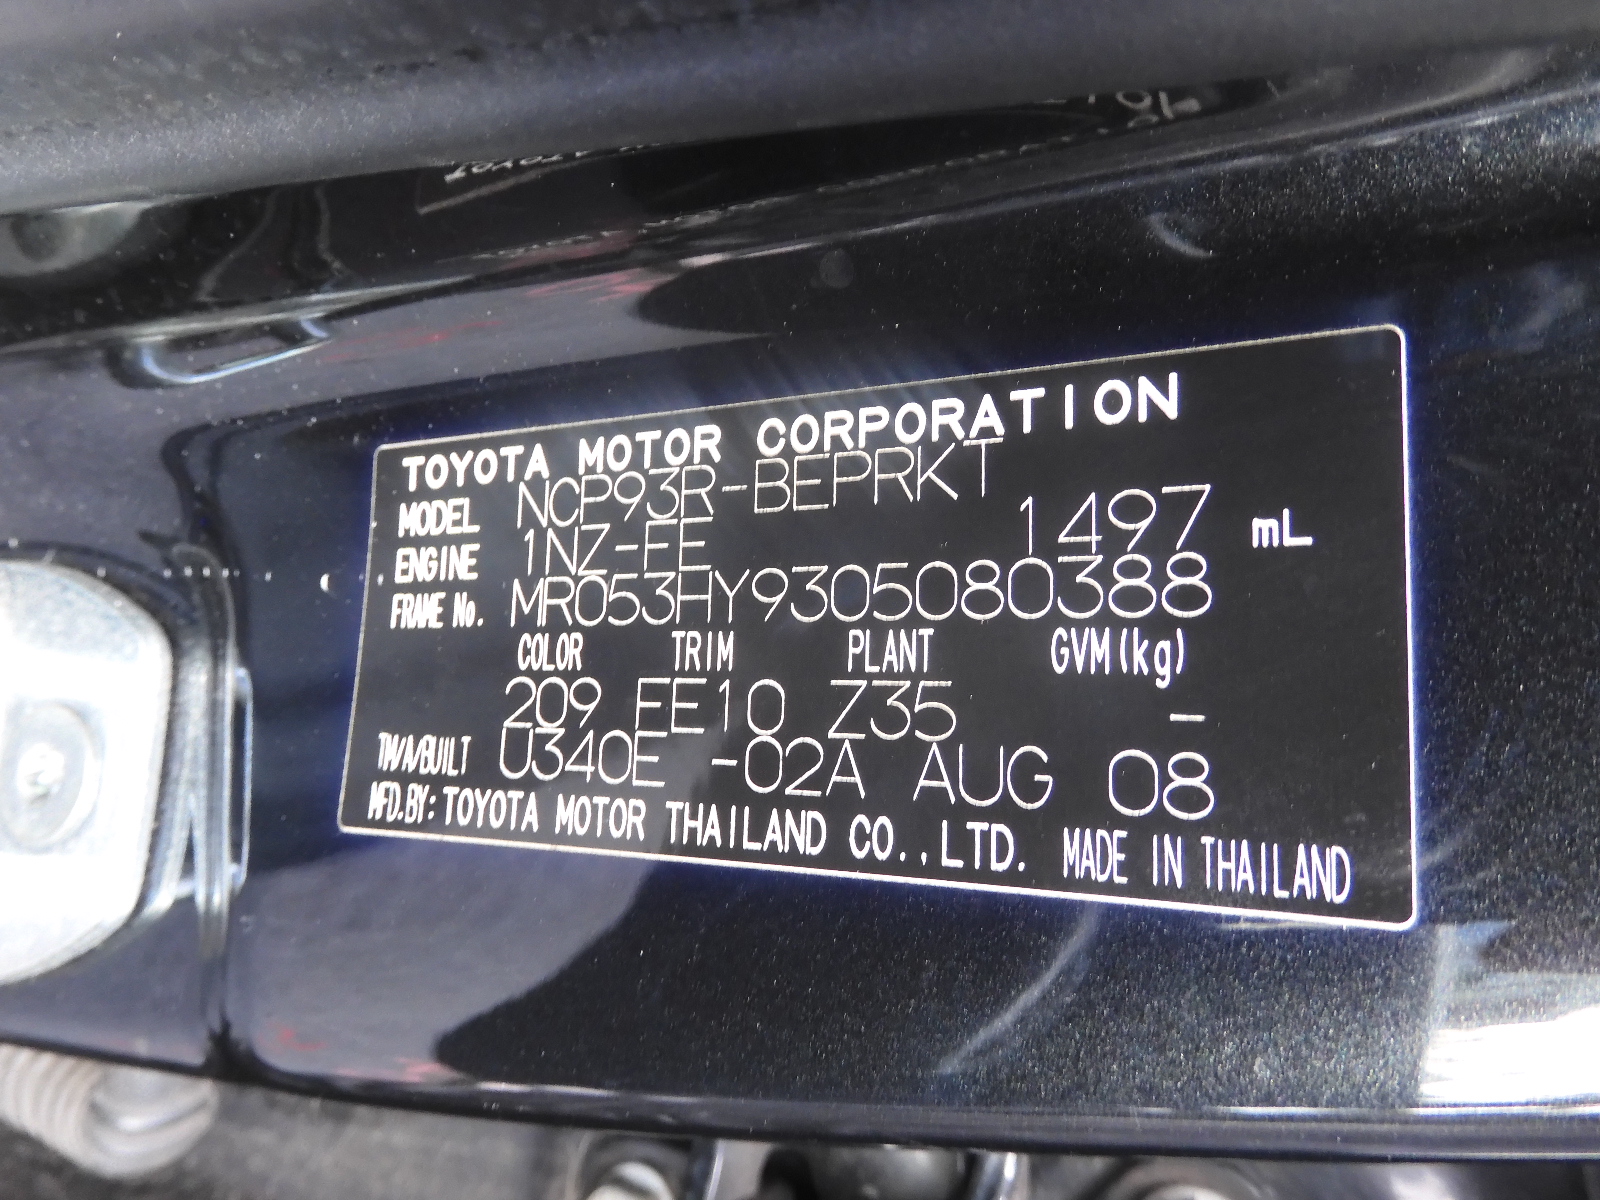 TOYOTA MOTOR CORPORATION
MODEL NCP93R-BEPRKT
ENGINE 1NZ-FE 1497 mL
FRAME No. MR053HY9305080388
COLOR TRIM PLANT GVM(kg)
209 FE10 Z35 -
TM/A/BUILT U340E -02A AUG 08
MFD.BY:TOYOTA MOTOR THAILAND CO.,LTD. MADE IN THAILAND